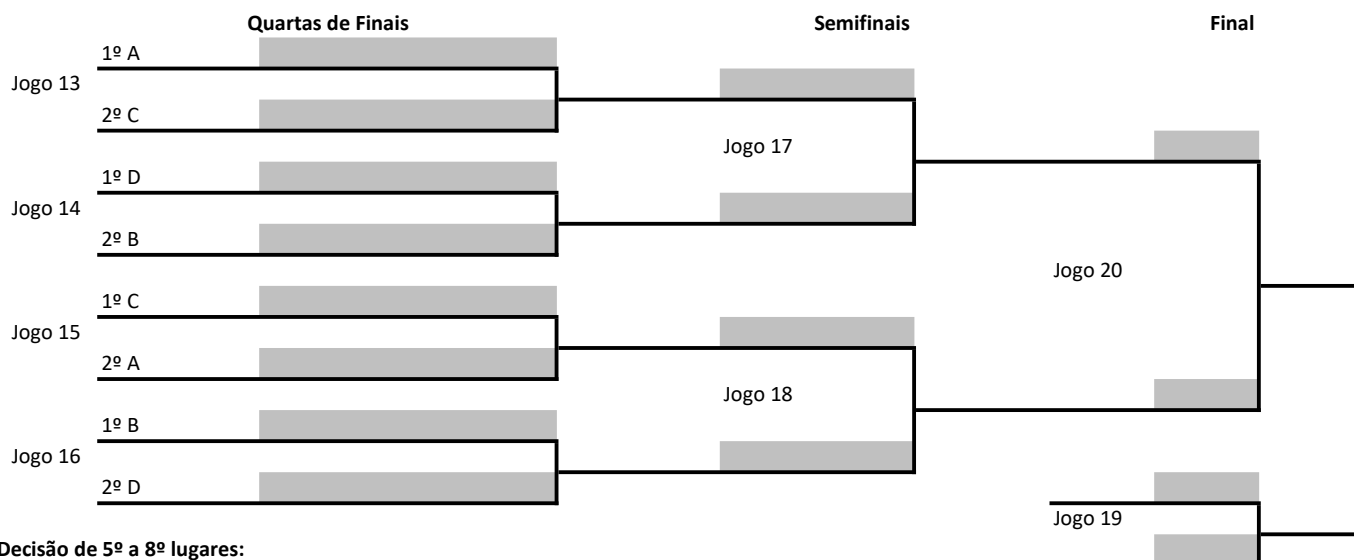 Quartas de Finais Semifinais Final
1º A
Jogo 13
2º C
Jogo 17
1º D
Jogo 14
2º B
Jogo 20
1º C
Jogo 15
2º A
Jogo 18
1º B
Jogo 16
2º D
Jogo 19
Decisão de 5º a 8º lugares: